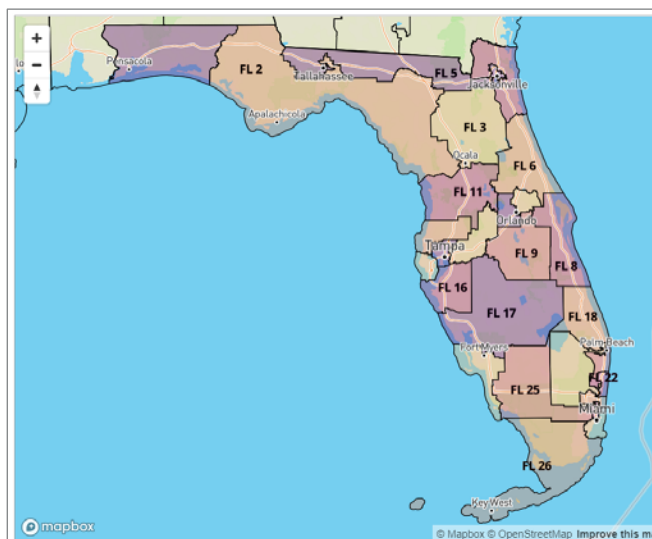 +
−
Pensacola
FL 2
Tallahassee
FL 5
Jacksonville
Apalachicola
FL 3
Ocala
FL 6
FL 11
Orlando
Tampa
FL 9
FL 8
FL 16
FL 17
FL 18
Fort Myers
Palm Beach
FL 22
FL 25
Miami
FL 26
Key West
mapbox
© Mapbox © OpenStreetMap Improve this m